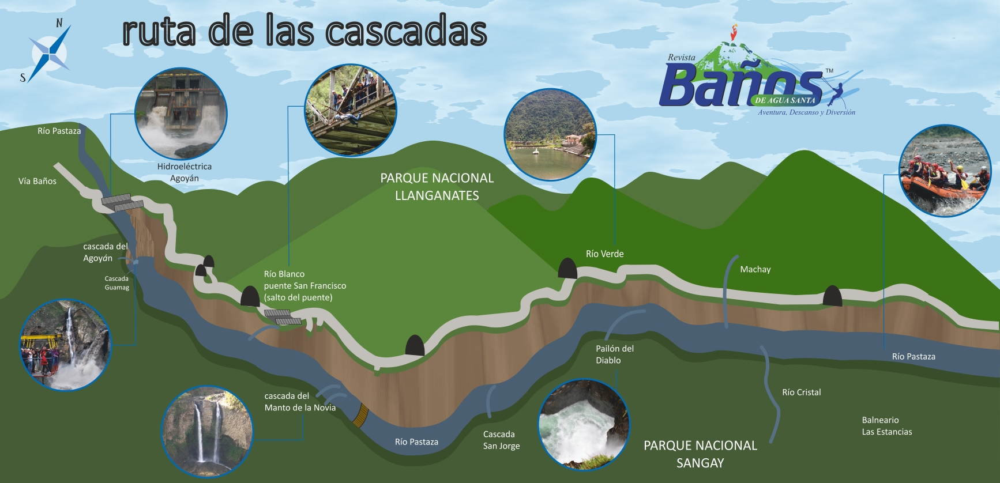 ruta de las cascadas
N
S
Revista
Baños
TM
DE AGUA SANTA
Aventura, Descanso y Diversión
Río Pastaza
Vía Baños
Hidroeléctrica
Agoyán
PARQUE NACIONAL
LLANGANATES
cascada del
Agoyán
Cascada
Guamag
Río Blanco
puente San Francisco
(salto del puente)
Río Verde
Machay
cascada del
Manto de la Novia
Río Pastaza
Cascada
San Jorge
Pailón del
Diablo
Río Pastaza
Río Cristal
Balneario
Las Estancias
PARQUE NACIONAL
SANGAY